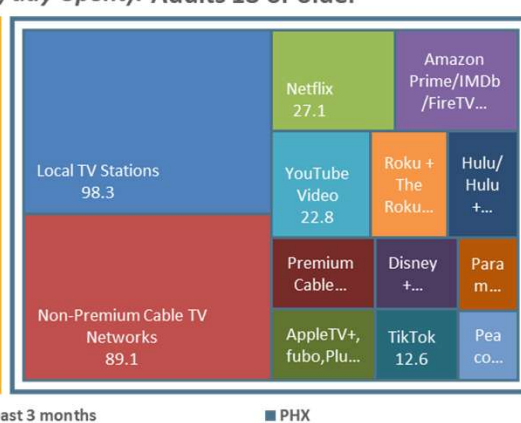 Adults 18 or older
Local TV Stations
98.3
Non-Premium Cable TV
Networks
89.1
Netflix
27.1
Amazon
Prime/IMDb
/FireTV...
YouTube
Video
22.8
Roku +
The
Roku...
Hulu/
Hulu
+...
Premium
Cable...
Disney
+...
Para
m...
AppleTV+,
fubo,Plu...
TikTok
12.6
Pea
co...
ast 3 months
PHX